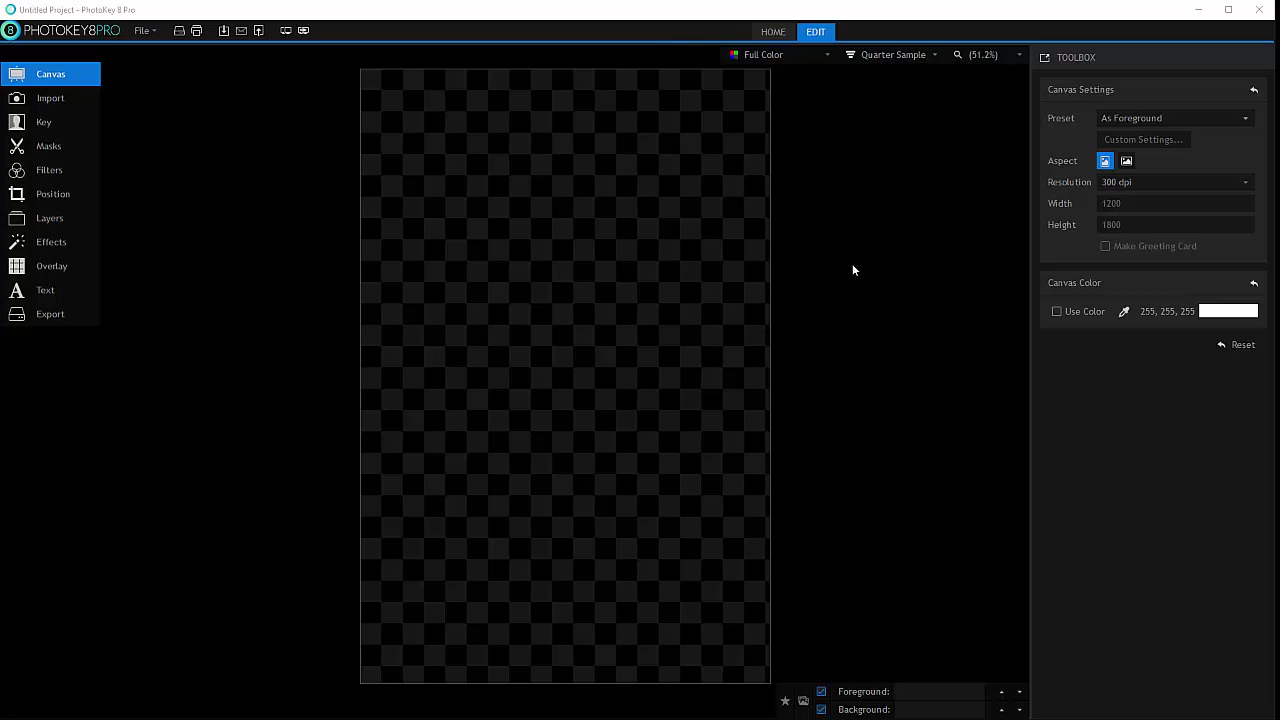 Untitled Project - PhotoKey 8 Pro
8 PHOTOKEY8PRO File HOME EDIT
Full Color Quarter Sample (51.2%) TOOLBOX
Canvas
Import
Key
Masks
Filters
Position
Layers
Effects
Overlay
A Text
Export
Canvas Settings
Preset As Foreground
Custom Settings...
Aspect
Resolution 300 dpi
Width 1200
Height 1800
Make Greeting Card
Canvas Color
Use Color 255, 255, 255
Reset
Foreground:
Background: